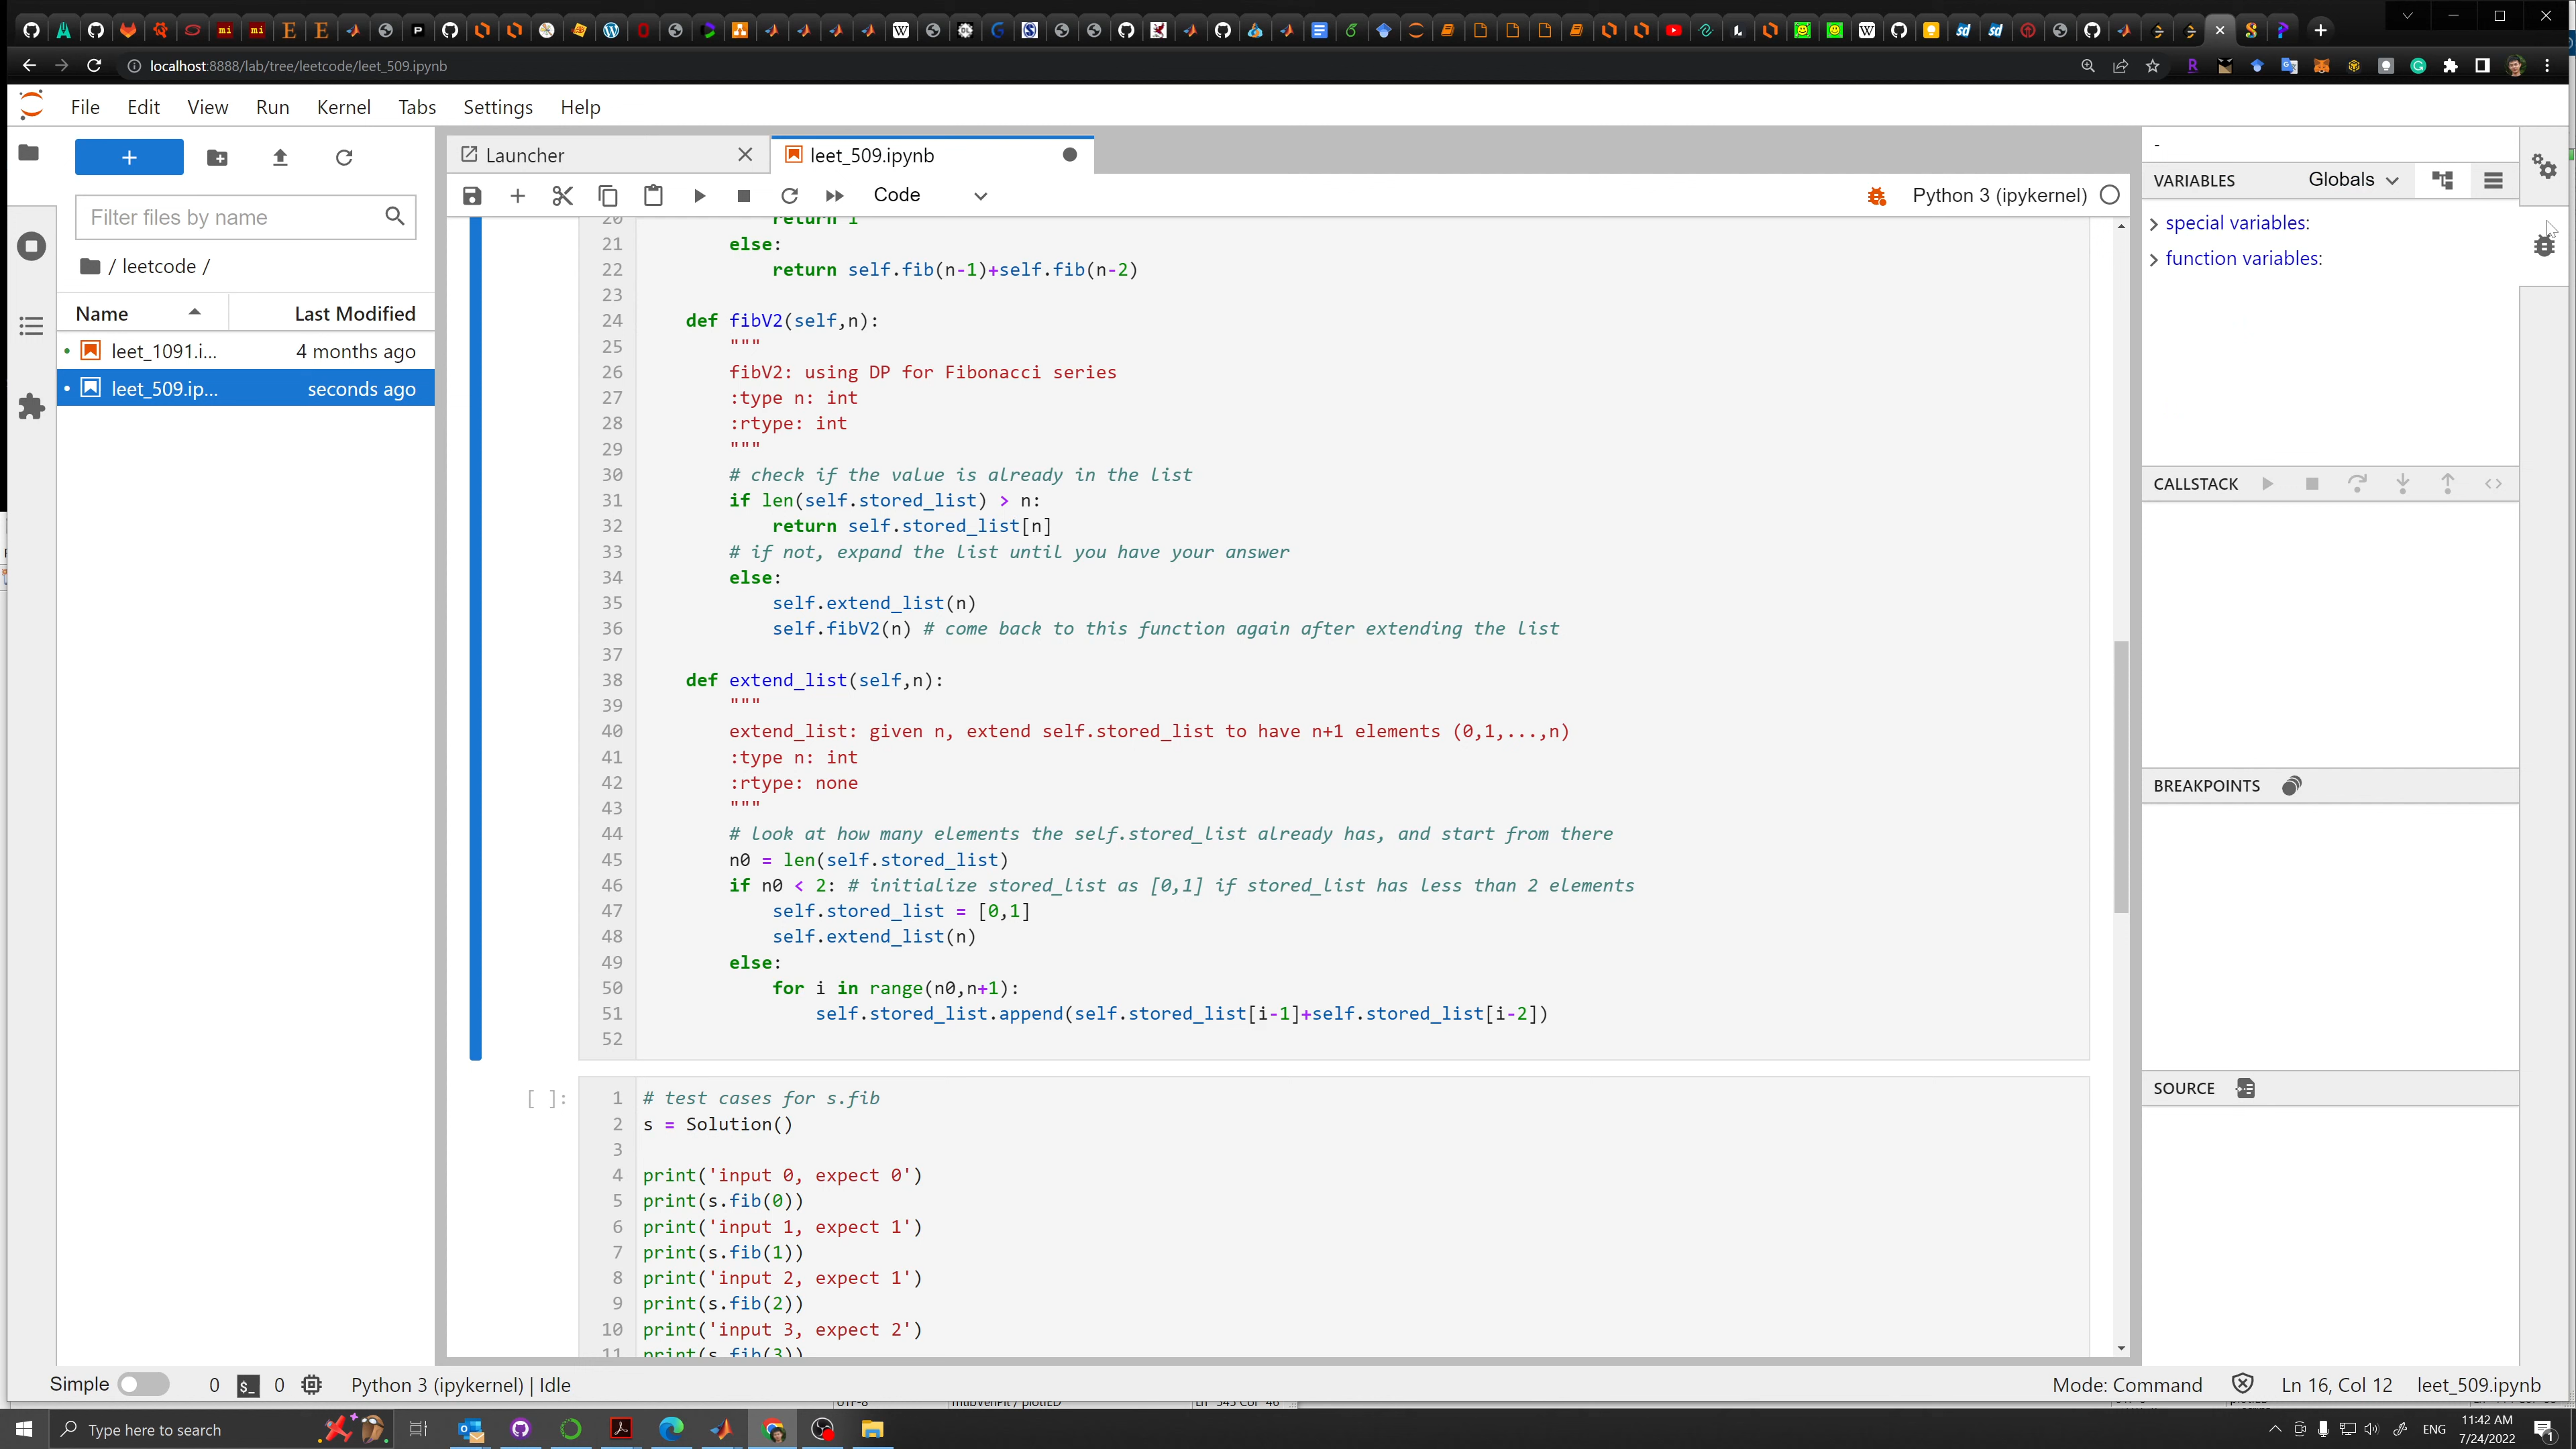 localhost:8888/lab/tree/leetcode/leet_509.ipynb
File Edit View Run Kernel Tabs Settings Help
Launcher
leet_509.ipynb
Code
Python 3 (ipykernel)
Filter files by name
/ leetcode /
Name Last Modified
leet_1091.i... 4 months ago
leet_509.ip... seconds ago
20 return 1
21 else:
22 return self.fib(n-1)+self.fib(n-2)
23
24 def fibV2(self,n):
25 """
26 fibV2: using DP for Fibonacci series
27 :type n: int
28 :rtype: int
29 """
30 # check if the value is already in the list
31 if len(self.stored_list) > n:
32 return self.stored_list[n]
33 # if not, expand the list until you have your answer
34 else:
35 self.extend_list(n)
36 self.fibV2(n) # come back to this function again after extending the list
37
38 def extend_list(self,n):
39 """
40 extend_list: given n, extend self.stored_list to have n+1 elements (0,1,...,n)
41 :type n: int
42 :rtype: none
43 """
44 # look at how many elements the self.stored_list already has, and start from there
45 n0 = len(self.stored_list)
46 if n0 < 2: # initialize stored_list as [0,1] if stored_list has less than 2 elements
47 self.stored_list = [0,1]
48 self.extend_list(n)
49 else:
50 for i in range(n0,n+1):
51 self.stored_list.append(self.stored_list[i-1]+self.stored_list[i-2])
52
[ ]:
1 # test cases for s.fib
2 s = Solution()
3
4 print('input 0, expect 0')
5 print(s.fib(0))
6 print('input 1, expect 1')
7 print(s.fib(1))
8 print('input 2, expect 1')
9 print(s.fib(2))
10 print('input 3, expect 2')
11 print(s.fib(3))
-
VARIABLES Globals
special variables:
function variables:
CALLSTACK
BREAKPOINTS
SOURCE
Simple 0 0 Python 3 (ipykernel) | Idle
Mode: Command Ln 16, Col 12 leet_509.ipynb
Type here to search
ENG
11:42 AM
7/24/2022